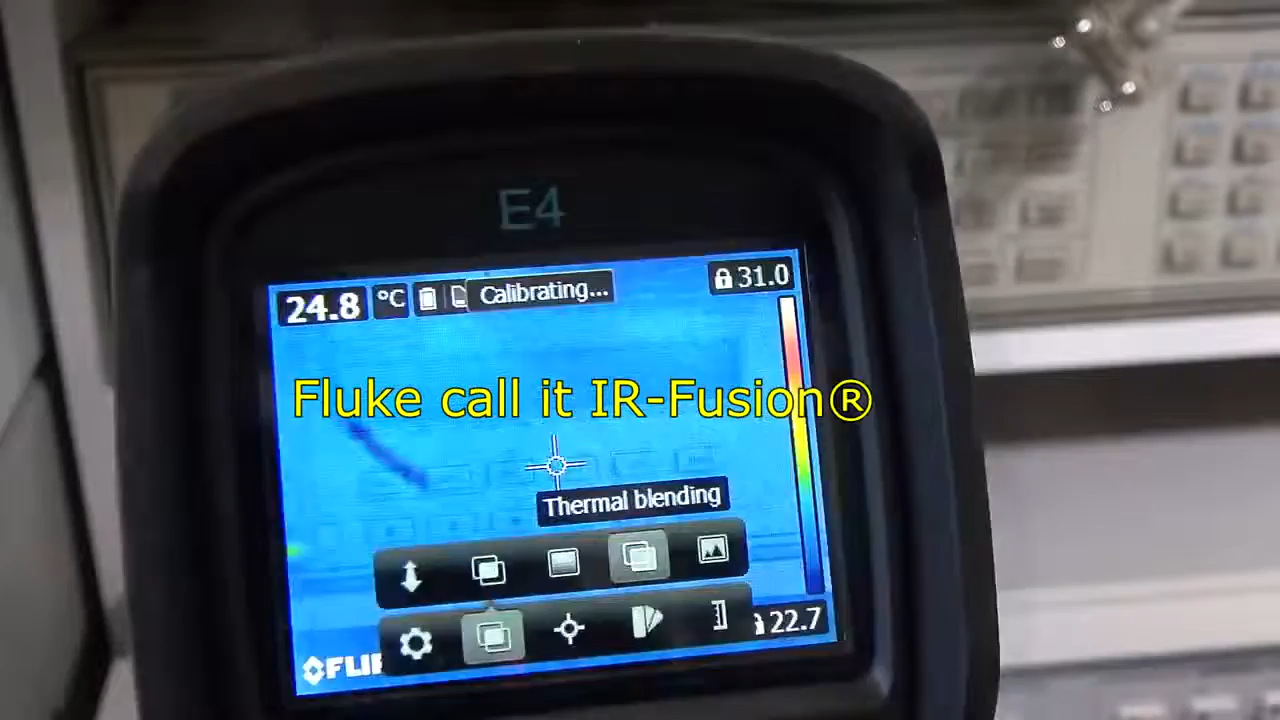 E4
24.8 °C Calibrating... 31.0
Fluke call it IR-Fusion®
Thermal blending
22.7
FLIR